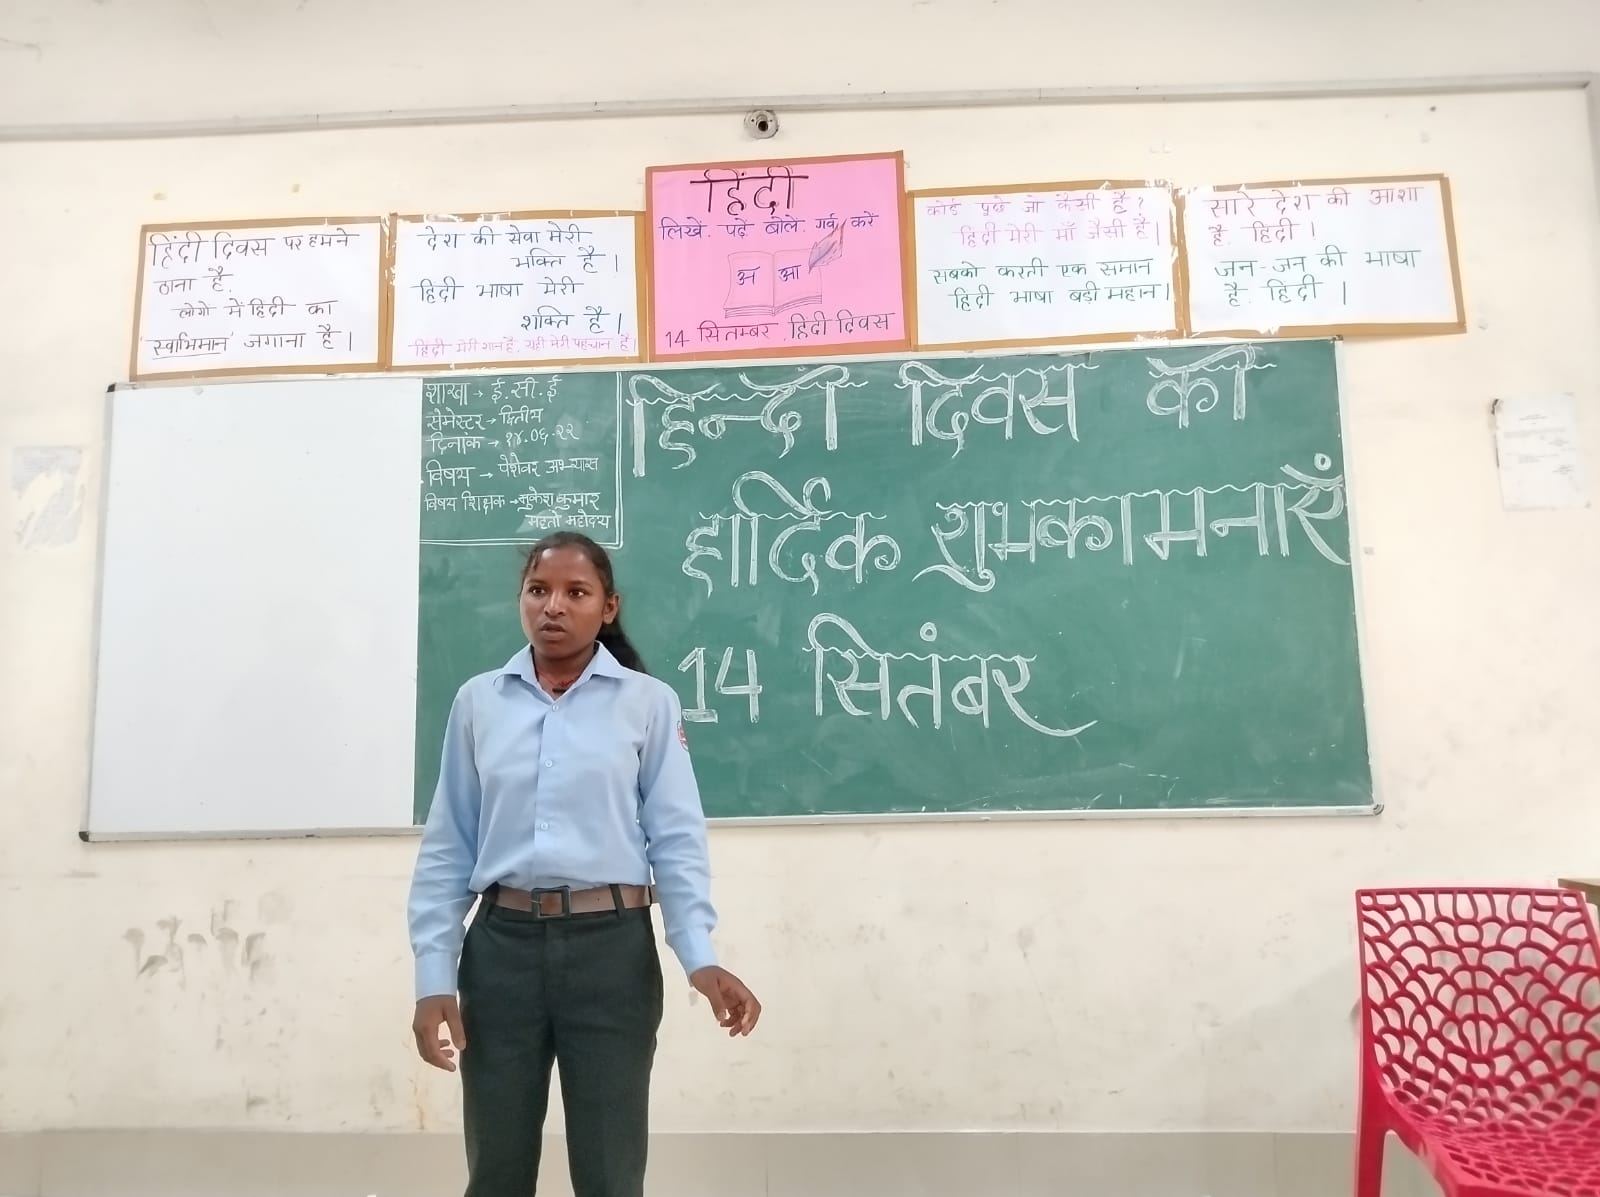 हिंदी दिवस पर हमने
ठाना है.
लोगो में हिंदी का
'स्वाभिमान' जगाना है |
देश की सेवा मेरी
भक्ति है |
हिंदी भाषा मेरी
शक्ति है |
हिंदी मेरी शान है, यही मेरी पहचान है |
हिंदी
लिखें. पढ़ें बोले. गर्व करें
अ आ
14 सितम्बर . हिंदी दिवस
कोई पूछे जो कैसी है ?
हिंदी मेरी माँ जैसी है |
सबको करती एक समान
हिंदी भाषा बड़ी महान |
सारे देश की आशा
है. हिंदी |
जन-जन की भाषा
है. हिंदी |
शाखा → ई.सी.ई
सेमेस्टर → द्वितीय
दिनांक → १४.०६.२२
विषय → पेशेवर अभ्यास
विषय शिक्षक → मुकेश कुमार
महतो महोदय
हिन्दी दिवस की
हार्दिक शुभकामनाएँ
14 सितंबर